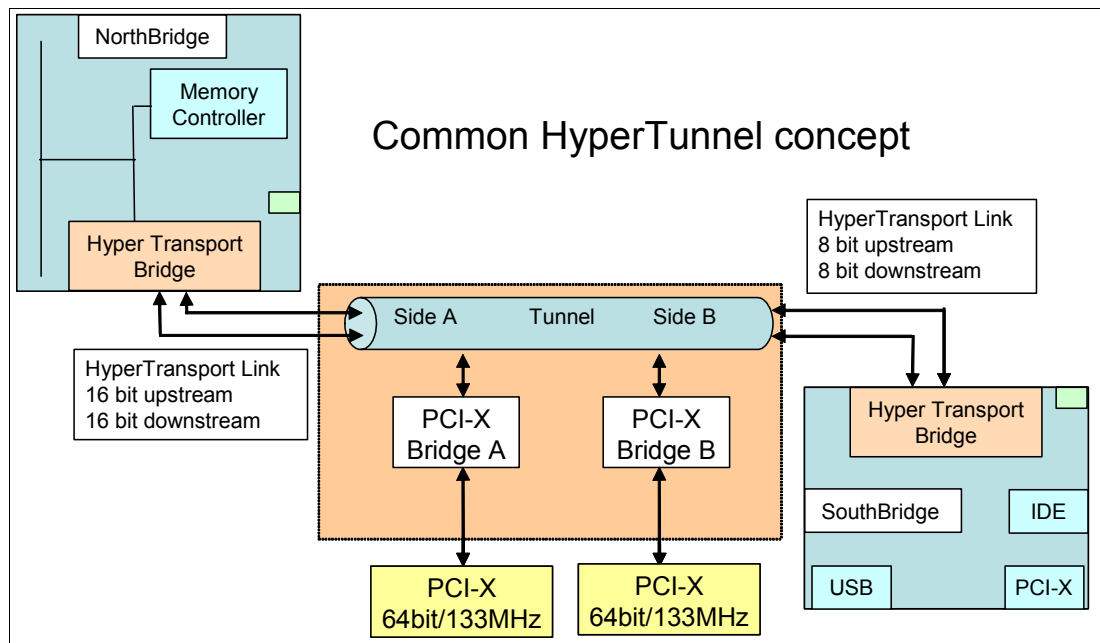 NorthBridge
Memory
Controller
Common HyperTunnel concept
Hyper Transport
Bridge
HyperTransport Link
8 bit upstream
8 bit downstream
Side A Tunnel Side B
HyperTransport Link
16 bit upstream
16 bit downstream
PCI-X
Bridge A
PCI-X
Bridge B
Hyper Transport
Bridge
SouthBridge
IDE
USB
PCI-X
PCI-X
64bit/133MHz
PCI-X
64bit/133MHz